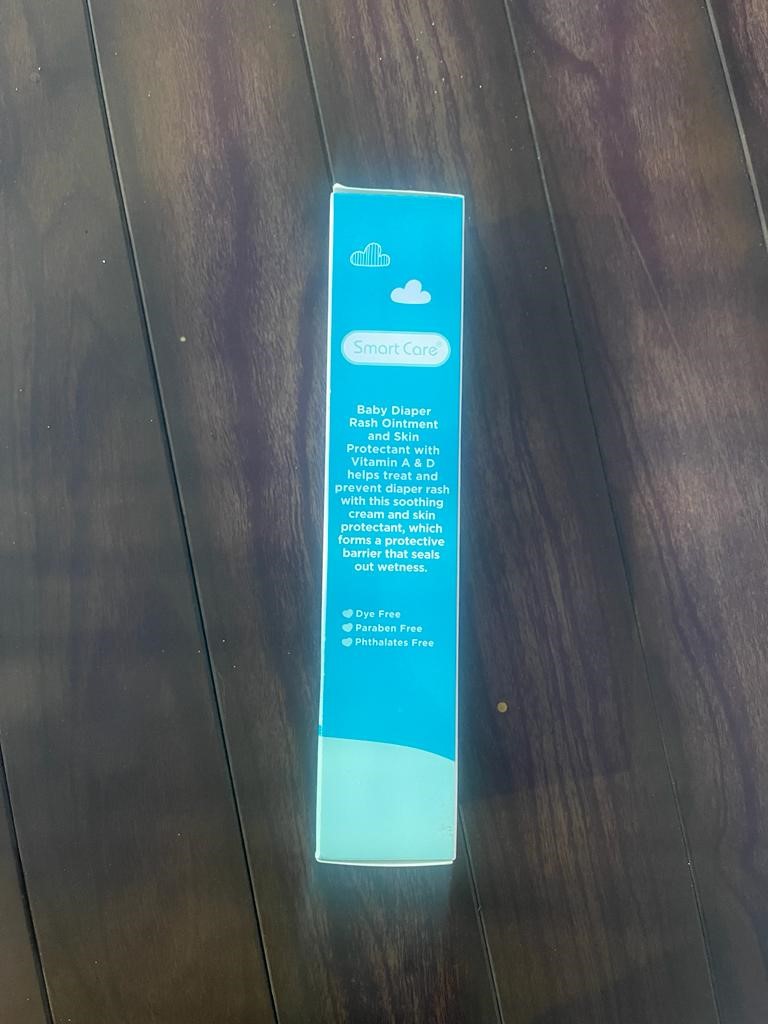 Smart Care®
Baby Diaper
Rash Ointment
and Skin
Protectant with
Vitamin A & D
helps treat and
prevent diaper rash
with this soothing
cream and skin
protectant, which
forms a protective
barrier that seals
out wetness.
Dye Free
Paraben Free
Phthalates Free